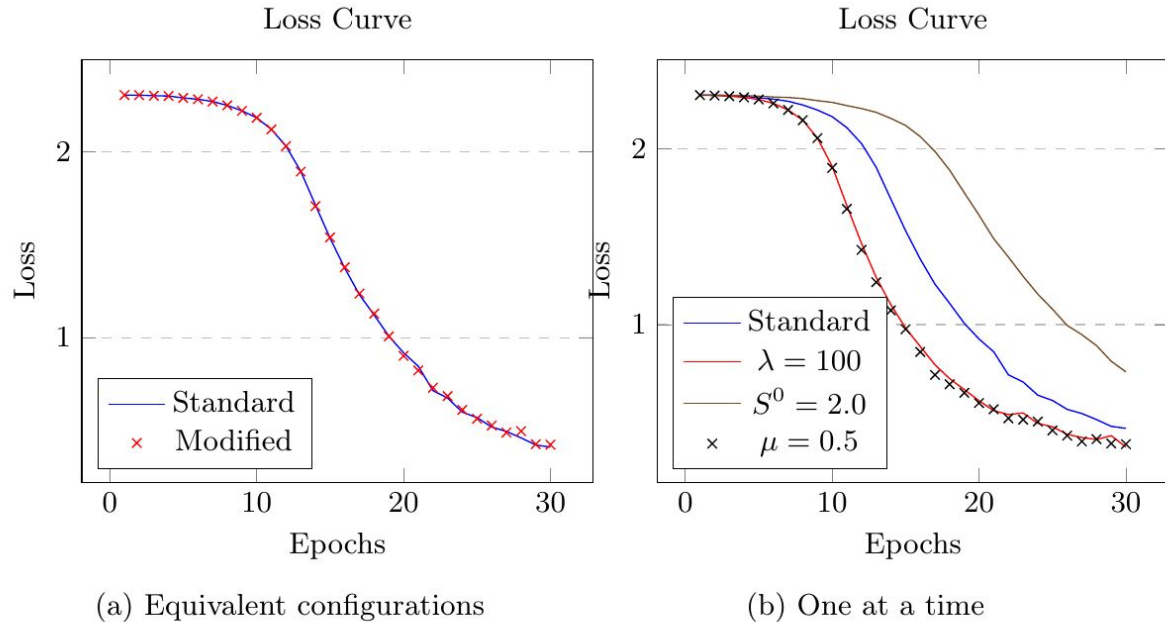 Loss Curve
2
1
Loss
Standard
Modified
0 10 20 30
Epochs
(a) Equivalent configurations
Loss Curve
2
1
Loss
Standard
λ = 100
S⁰ = 2.0
μ = 0.5
0 10 20 30
Epochs
(b) One at a time